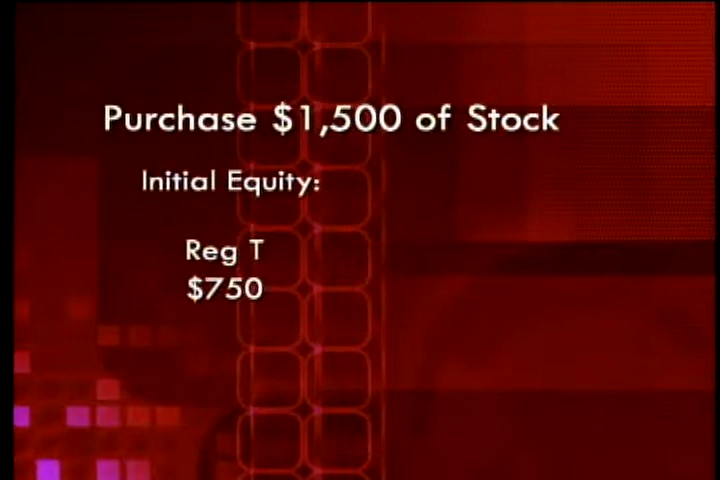 Purchase $1,500 of Stock
Initial Equity:
Reg T
$750